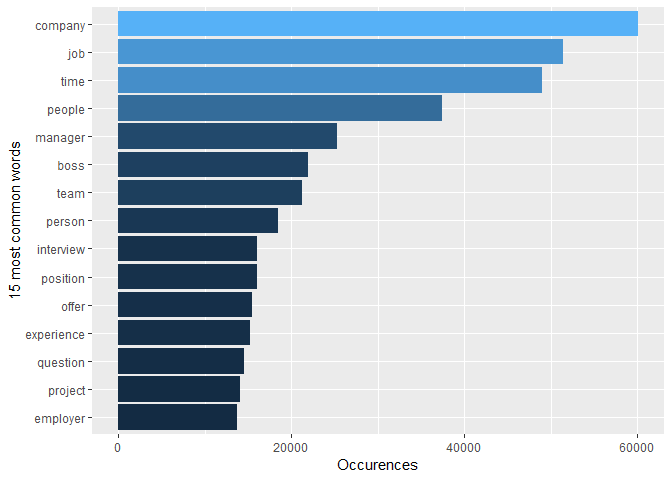 company
job
time
people
manager
boss
team
person
interview
position
offer
experience
question
project
employer
15 most common words
0 20000 40000 60000
Occurences